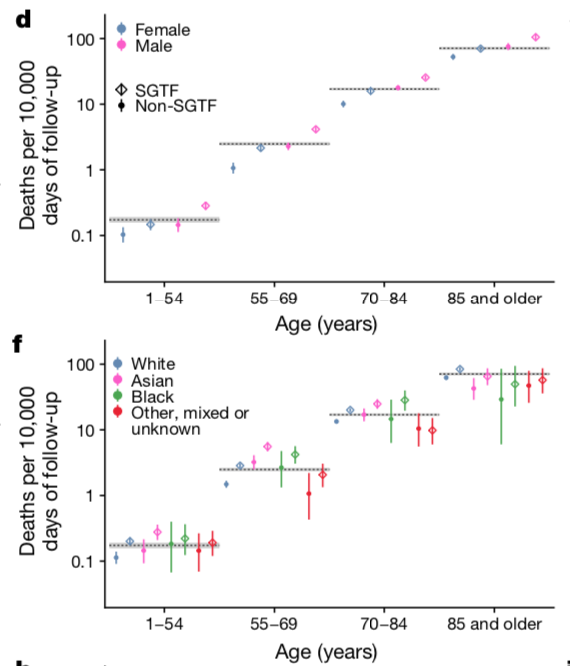 d
Female
Male
SGTF
Non-SGTF
Deaths per 10,000
days of follow-up
100
10
1
0.1
1–54
55–69
70–84
85 and older
Age (years)
f
White
Asian
Black
Other, mixed or
unknown
Deaths per 10,000
days of follow-up
100
10
1
0.1
1–54
55–69
70–84
85 and older
Age (years)